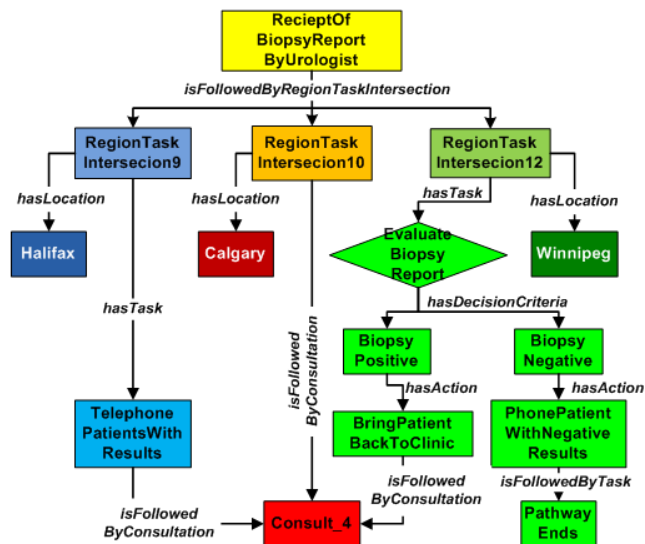 RecieptOf
BiopsyReport
ByUrologist
isFollowedByRegionTaskIntersection
RegionTask
Intersecion9
RegionTask
Intersecion10
RegionTask
Intersecion12
hasLocation
hasLocation
hasTask
hasLocation
Halifax
Calgary
Evaluate
Biopsy
Report
Winnipeg
hasTask
hasDecisionCriteria
isFollowed
ByConsultation
Biopsy
Positive
Biopsy
Negative
hasAction
hasAction
Telephone
PatientsWith
Results
BringPatient
BackToClinic
PhonePatient
WithNegative
Results
isFollowed
ByConsultation
isFollowed
ByConsultation
isFollowedByTask
Consult_4
Pathway
Ends